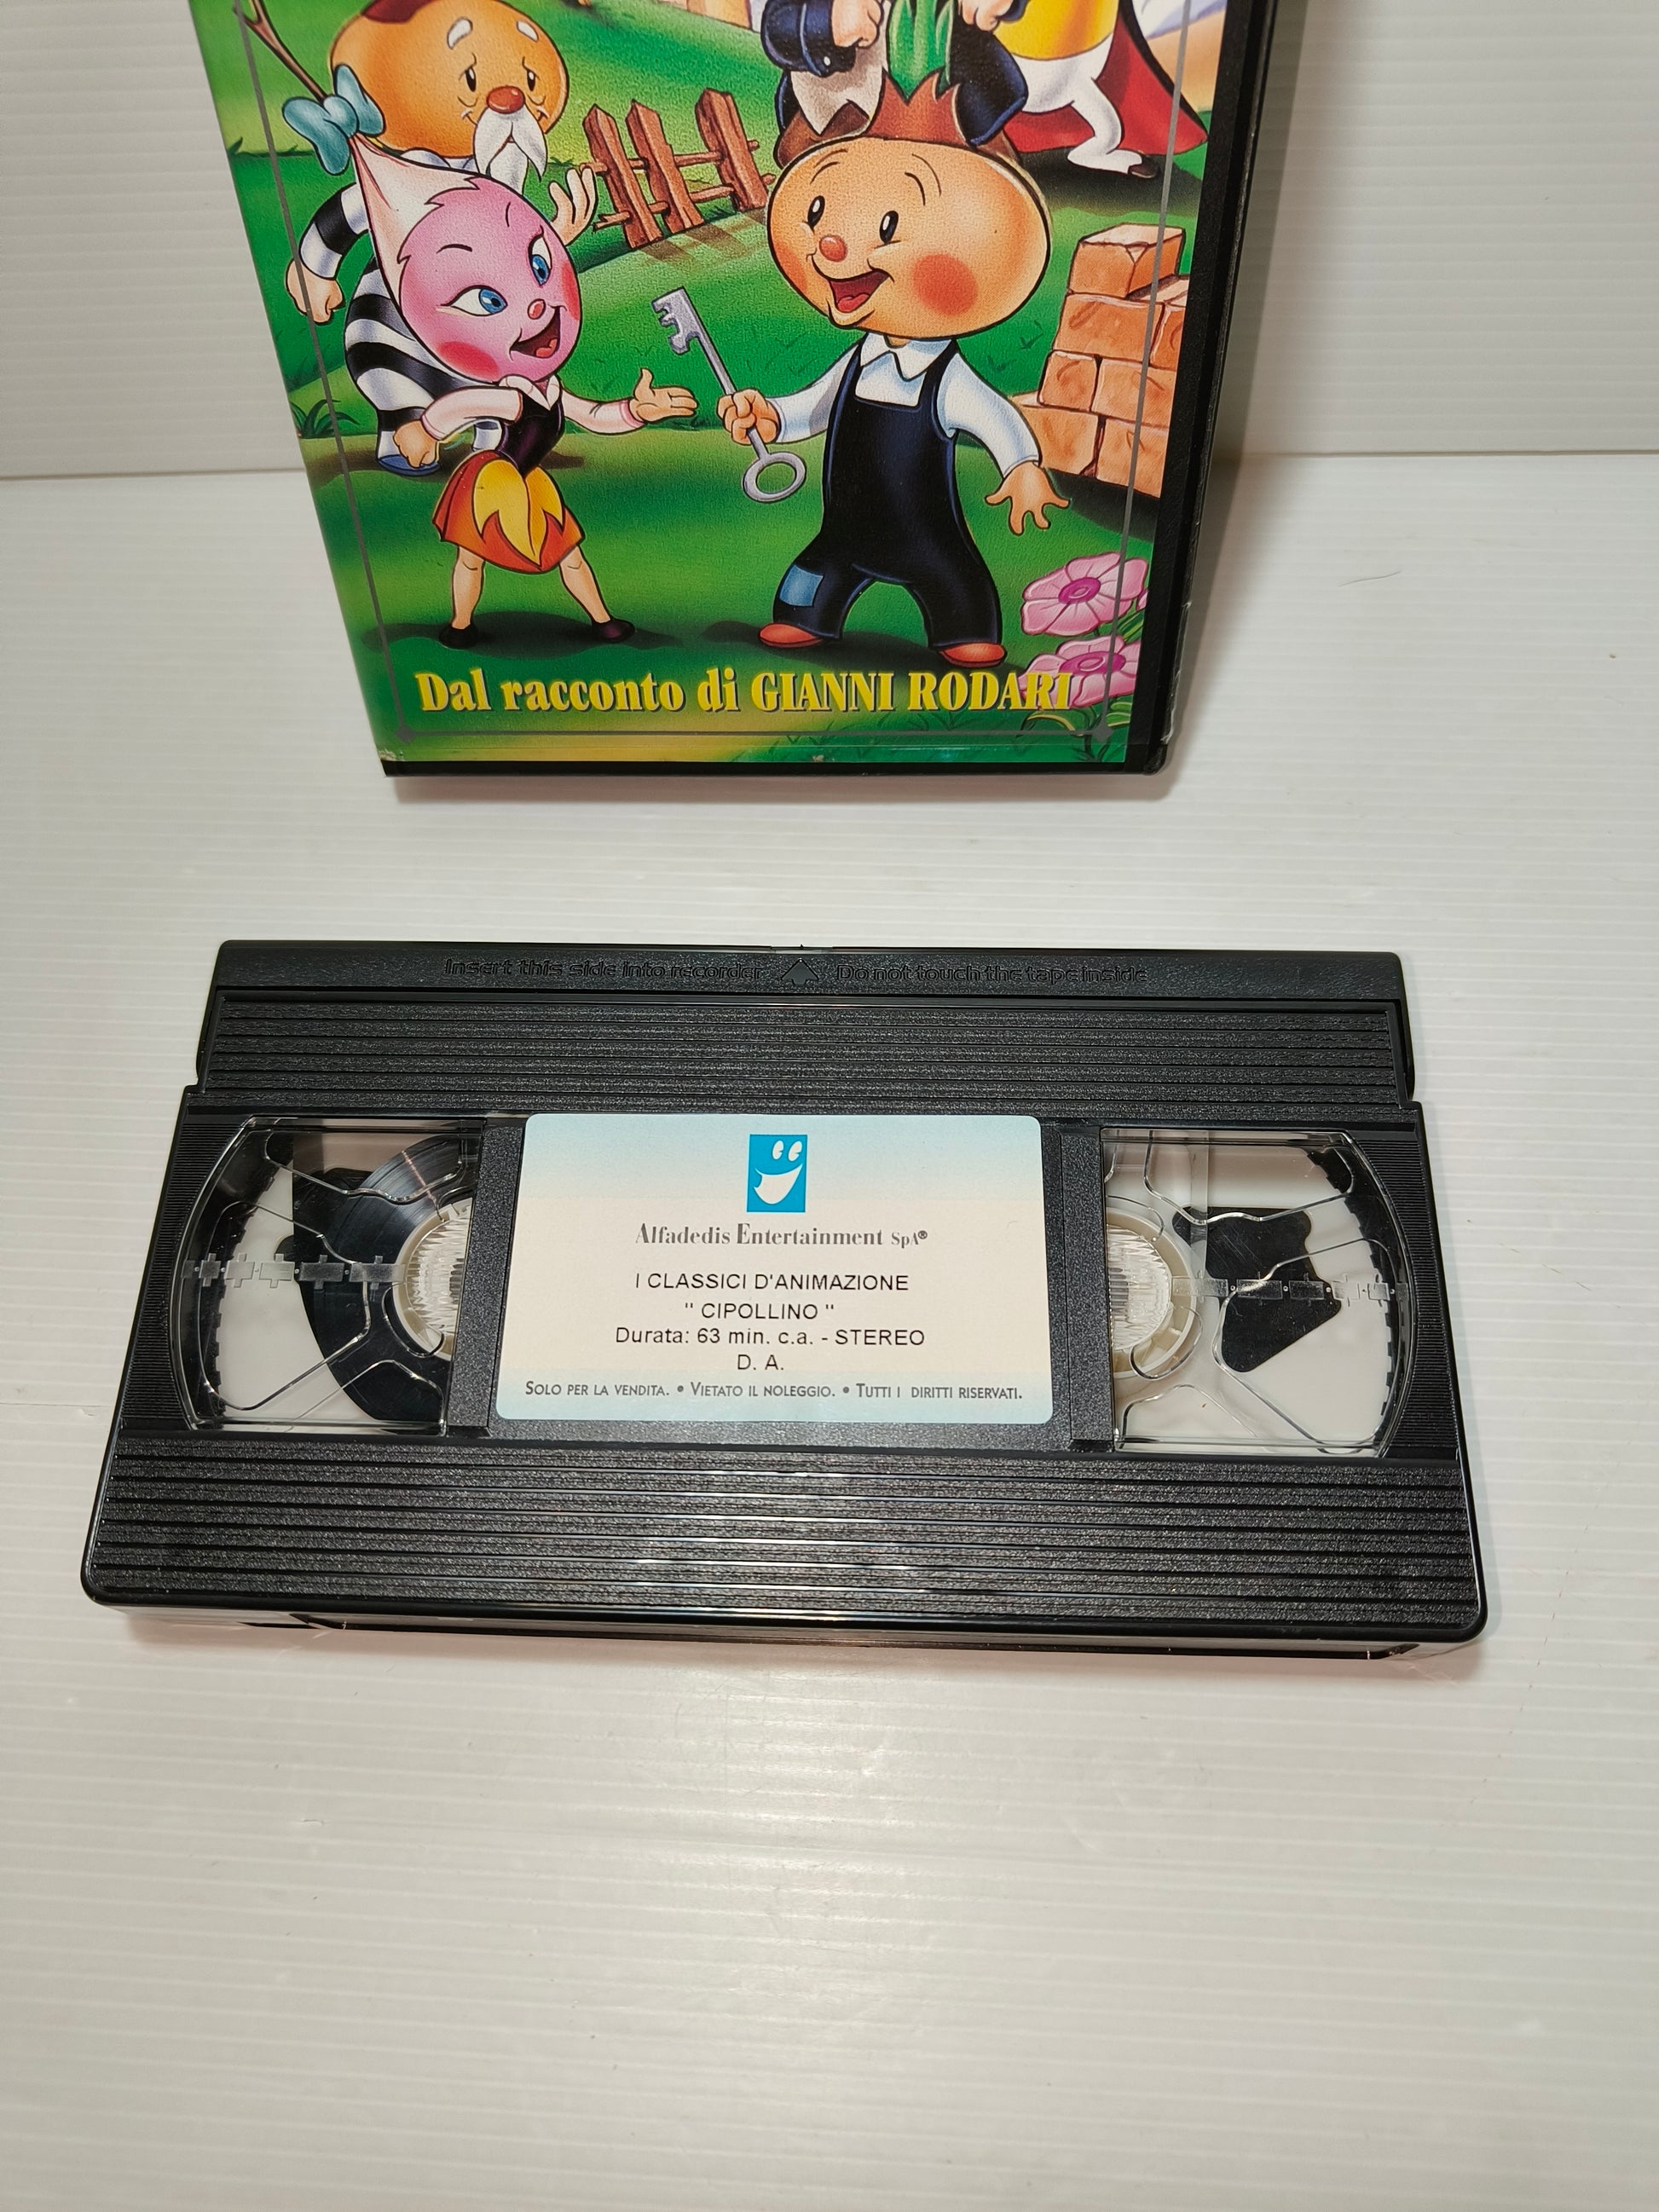 Dal racconto di GIANNI RODARI
Insert this side into recorder Do not touch the tape inside
Alfadedis Entertainment SpA®
I CLASSICI D'ANIMAZIONE
" CIPOLLINO "
Durata: 63 min. c.a. - STEREO
D. A.
SOLO PER LA VENDITA. • VIETATO IL NOLEGGIO. • TUTTI I DIRITTI RISERVATI.